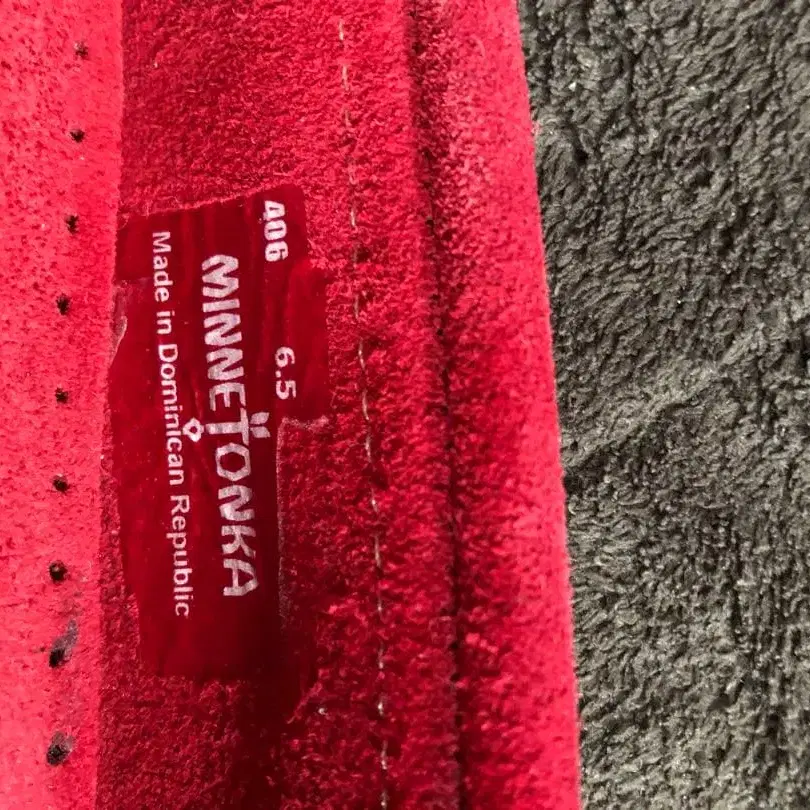 406 6.5
MINNETONKA
Made in Dominican Republic